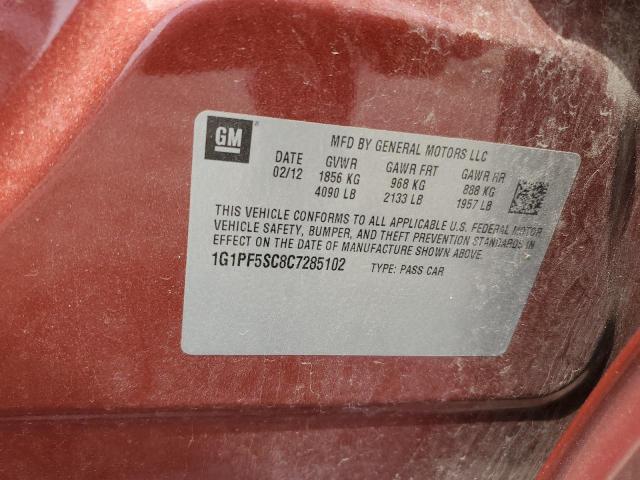 GM
MFD BY GENERAL MOTORS LLC
DATE GVWR GAWR FRT GAWR RR
02/12 1856 KG 968 KG 888 KG
4090 LB 2133 LB 1957 LB
THIS VEHICLE CONFORMS TO ALL APPLICABLE U.S. FEDERAL MOTOR
VEHICLE SAFETY, BUMPER, AND THEFT PREVENTION STANDARDS IN
EFFECT ON THE DATE OF MANUFACTURE SHOWN ABOVE.
1G1PF5SC8C7285102 TYPE: PASS CAR